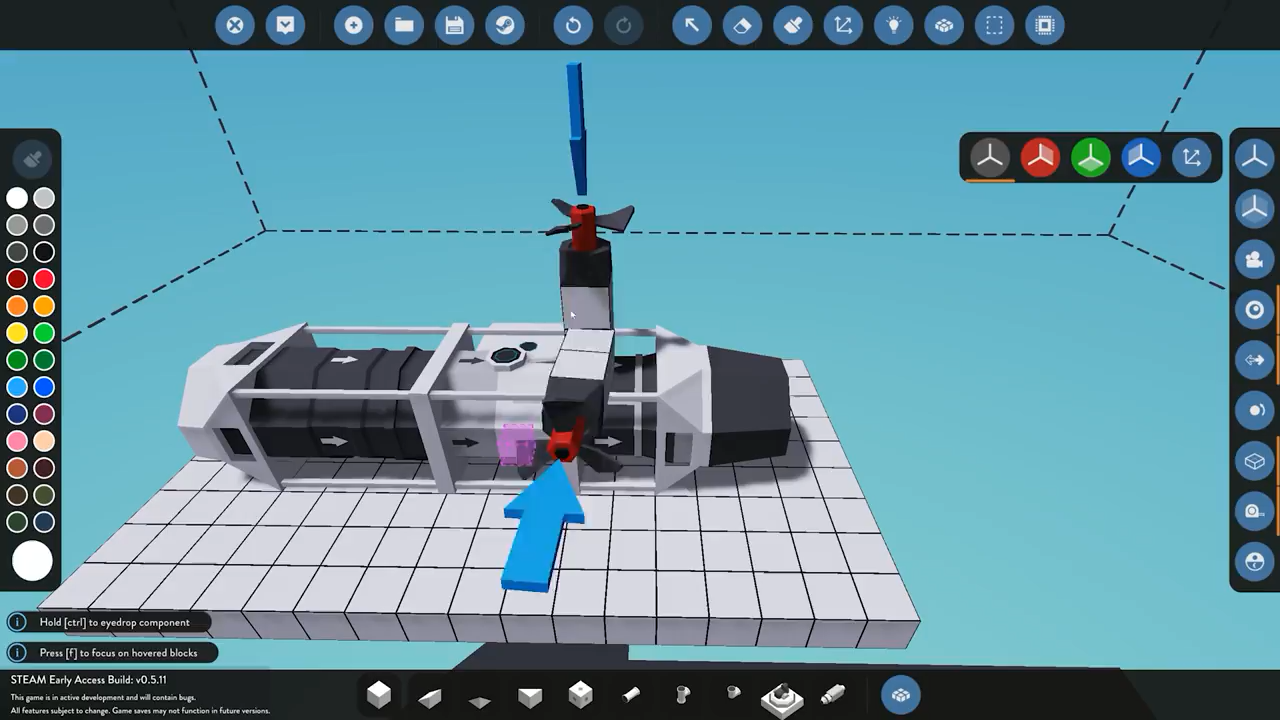 Hold [ctrl] to eyedrop component
Press [f] to focus on hovered blocks
STEAM Early Access Build: v0.5.11
This game is in active development and will contain bugs.
All features subject to change. Game saves may not function in future versions.